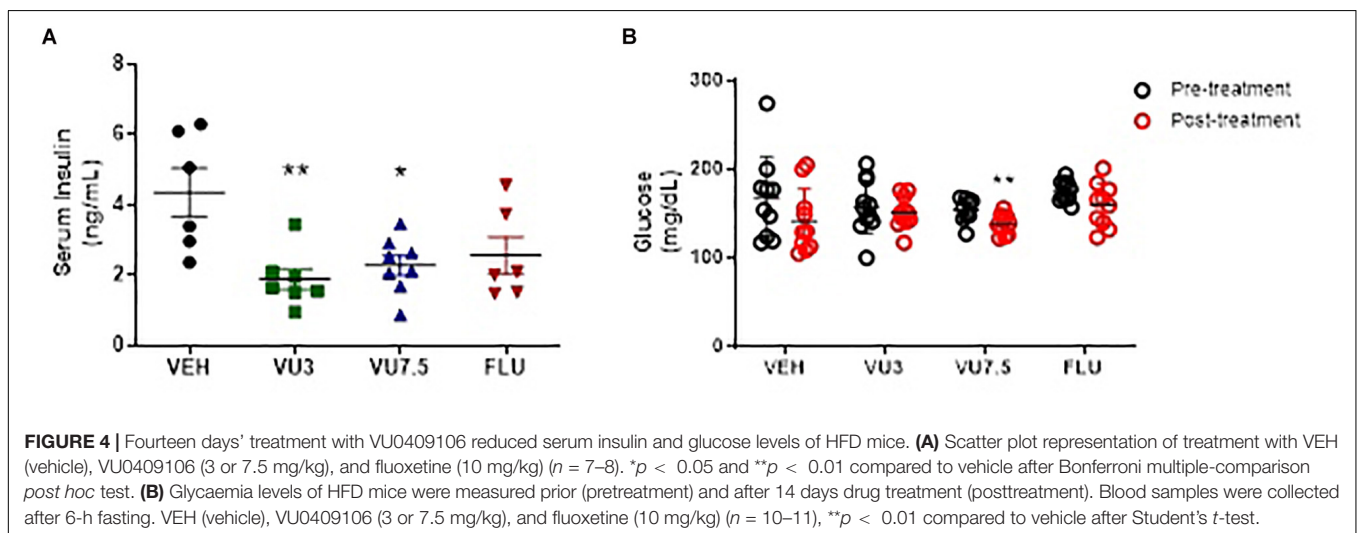 A
B
8
6
4
2
0
Serum Insulin
(ng/mL)
**
*
VEH VU3 VU7.5 FLU
300
200
100
0
Glucose
(mg/dL)
**
VEH VU3 VU7.5 FLU
Pre-treatment
Post-treatment
FIGURE 4 | Fourteen days’ treatment with VU0409106 reduced serum insulin and glucose levels of HFD mice. (A) Scatter plot representation of treatment with VEH
(vehicle), VU0409106 (3 or 7.5 mg/kg), and fluoxetine (10 mg/kg) (n = 7–8). *p < 0.05 and **p < 0.01 compared to vehicle after Bonferroni multiple-comparison
post hoc test. (B) Glycaemia levels of HFD mice were measured prior (pretreatment) and after 14 days drug treatment (posttreatment). Blood samples were collected
after 6-h fasting. VEH (vehicle), VU0409106 (3 or 7.5 mg/kg), and fluoxetine (10 mg/kg) (n = 10–11), **p < 0.01 compared to vehicle after Student’s t-test.